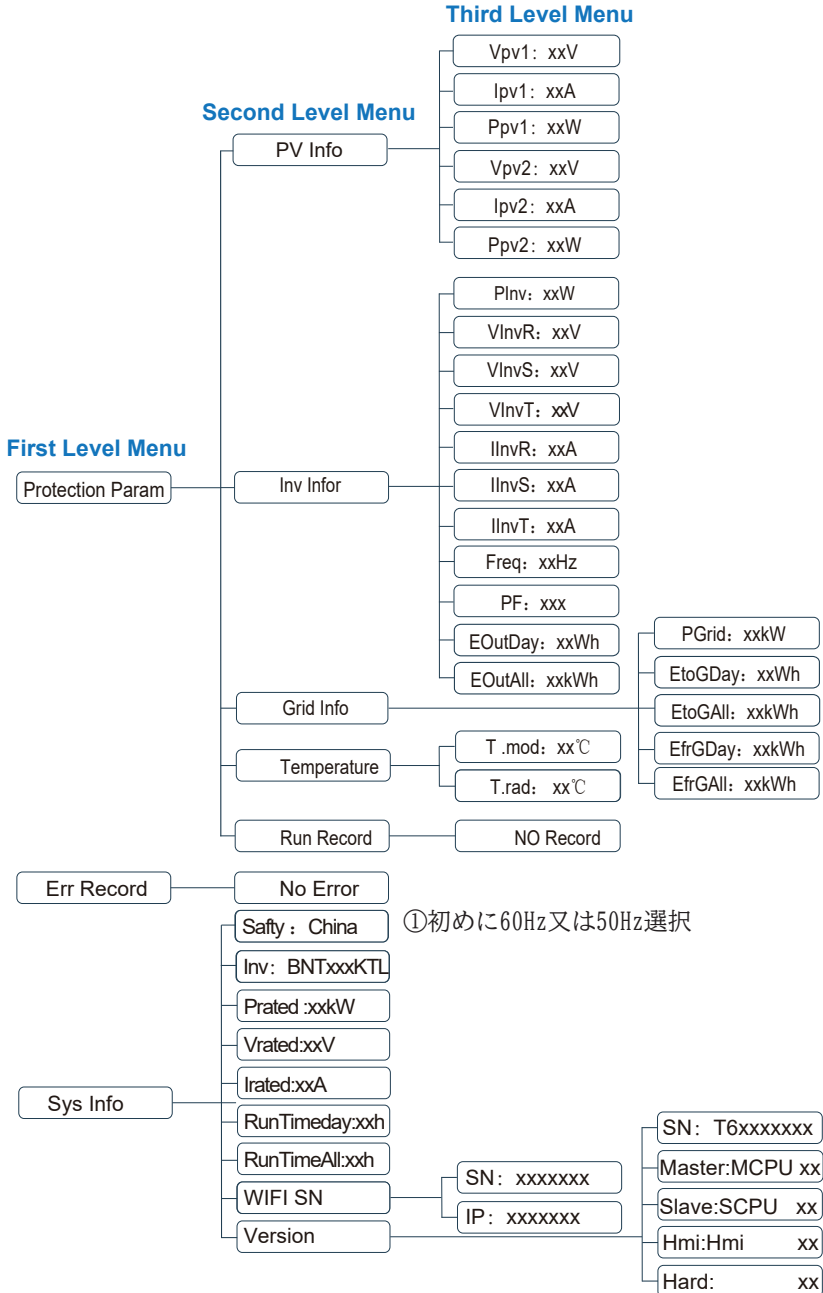 Third Level Menu
Vpv1: xxV
Ipv1: xxA
Second Level Menu
Ppv1: xxW
PV Info
Vpv2: xxV
Ipv2: xxA
Ppv2: xxW
PInv: xxW
VInvR: xxV
VInvS: xxV
VInvT: xxV
First Level Menu
IInvR: xxA
Protection Param
Inv Infor
IInvS: xxA
IInvT: xxA
Freq: xxHz
PF: xxx
EOutDay: xxWh
EOutAll: xxkWh
PGrid: xxkW
EtoGDay: xxWh
Grid Info
EtoGAll: xxkWh
EfrGDay: xxkWh
EfrGAll: xxkWh
Temperature
T .mod: xx℃
T.rad: xx℃
Run Record
NO Record
Err Record
No Error
Safty : China
①初めに60Hz又は50Hz選択
Inv: BNTxxxKTL
Prated :xxkW
Vrated:xxV
Irated:xxA
Sys Info
RunTimeday:xxh
RunTimeAll:xxh
WIFI SN
SN: xxxxxxx
IP: xxxxxxx
Version
SN: T6xxxxxxx
Master:MCPU xx
Slave:SCPU xx
Hmi:Hmi xx
Hard: xx